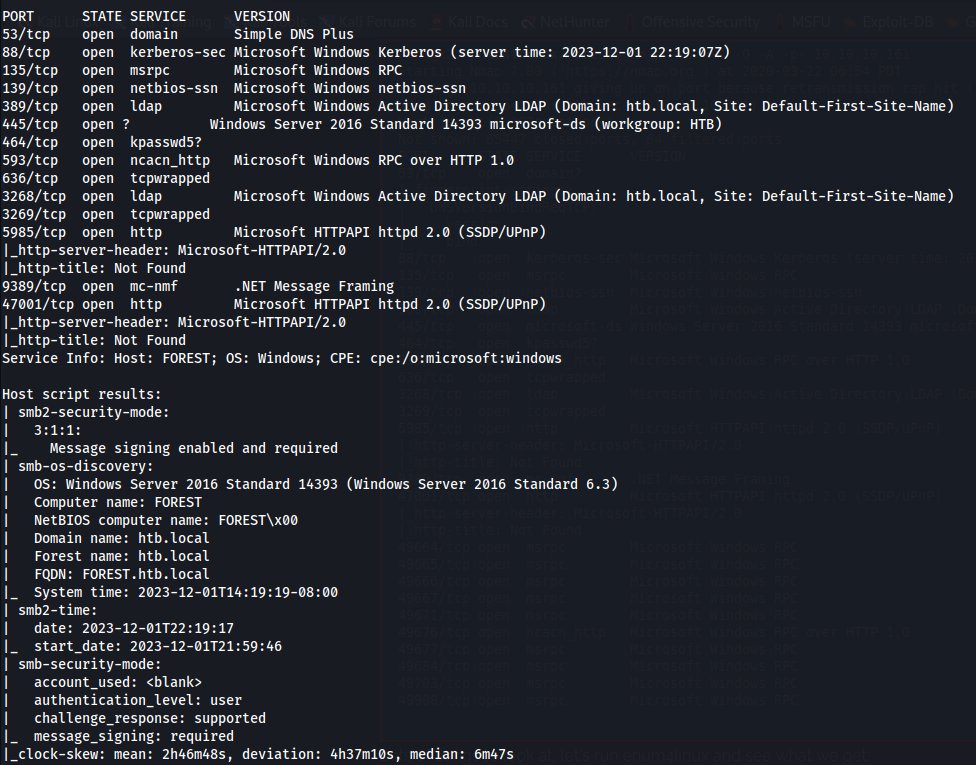 PORT      STATE SERVICE      VERSION
53/tcp    open  domain       Simple DNS Plus
88/tcp    open  kerberos-sec Microsoft Windows Kerberos (server time: 2023-12-01 22:19:07Z)
135/tcp   open  msrpc        Microsoft Windows RPC
139/tcp   open  netbios-ssn  Microsoft Windows netbios-ssn
389/tcp   open  ldap         Microsoft Windows Active Directory LDAP (Domain: htb.local, Site: Default-First-Site-Name)
445/tcp   open ?          Windows Server 2016 Standard 14393 microsoft-ds (workgroup: HTB)
464/tcp   open  kpasswd5?
593/tcp   open  ncacn_http   Microsoft Windows RPC over HTTP 1.0
636/tcp   open  tcpwrapped
3268/tcp  open  ldap         Microsoft Windows Active Directory LDAP (Domain: htb.local, Site: Default-First-Site-Name)
3269/tcp  open  tcpwrapped
5985/tcp  open  http         Microsoft HTTPAPI httpd 2.0 (SSDP/UPnP)
|_http-server-header: Microsoft-HTTPAPI/2.0
|_http-title: Not Found
9389/tcp  open  mc-nmf       .NET Message Framing
47001/tcp open  http         Microsoft HTTPAPI httpd 2.0 (SSDP/UPnP)
|_http-server-header: Microsoft-HTTPAPI/2.0
|_http-title: Not Found
Service Info: Host: FOREST; OS: Windows; CPE: cpe:/o:microsoft:windows

Host script results:
| smb2-security-mode:
|   3:1:1:
|_    Message signing enabled and required
| smb-os-discovery:
|   OS: Windows Server 2016 Standard 14393 (Windows Server 2016 Standard 6.3)
|   Computer name: FOREST
|   NetBIOS computer name: FOREST\x00
|   Domain name: htb.local
|   Forest name: htb.local
|   FQDN: FOREST.htb.local
|_  System time: 2023-12-01T14:19:19-08:00
| smb2-time:
|   date: 2023-12-01T22:19:17
|_  start_date: 2023-12-01T21:59:46
| smb-security-mode:
|   account_used: <blank>
|   authentication_level: user
|   challenge_response: supported
|_  message_signing: required
|_clock-skew: mean: 2h46m48s, deviation: 4h37m10s, median: 6m47s